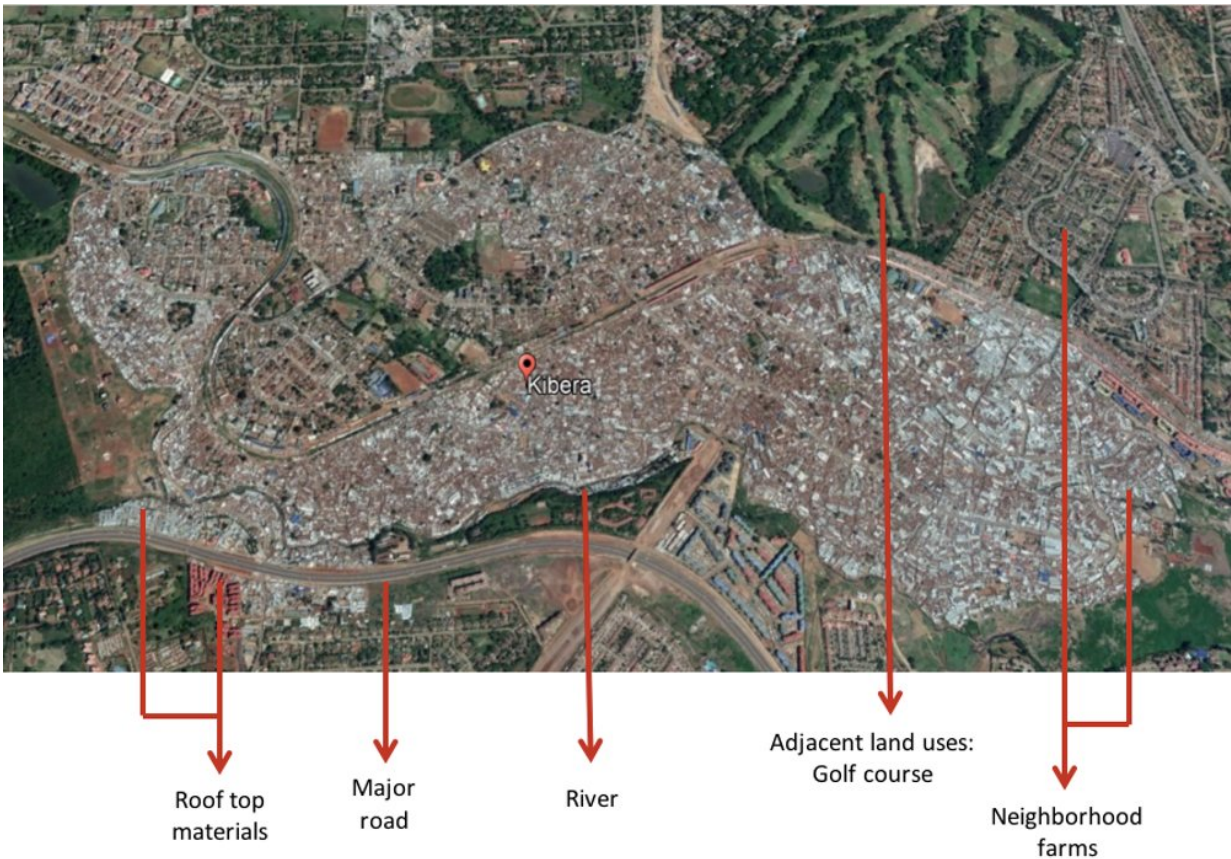 Kibera
Roof top
materials
Major
road
River
Adjacent land uses:
Golf course
Neighborhood
farms